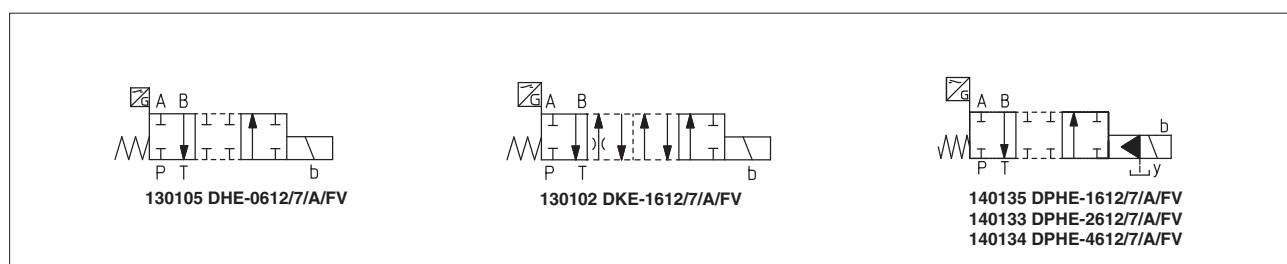 G A B
P T
b
130105 DHE-0612/7/A/FV
G A B
P T
b
130102 DKE-1612/7/A/FV
G A B
b
P T
y
140135 DPHE-1612/7/A/FV
140133 DPHE-2612/7/A/FV
140134 DPHE-4612/7/A/FV